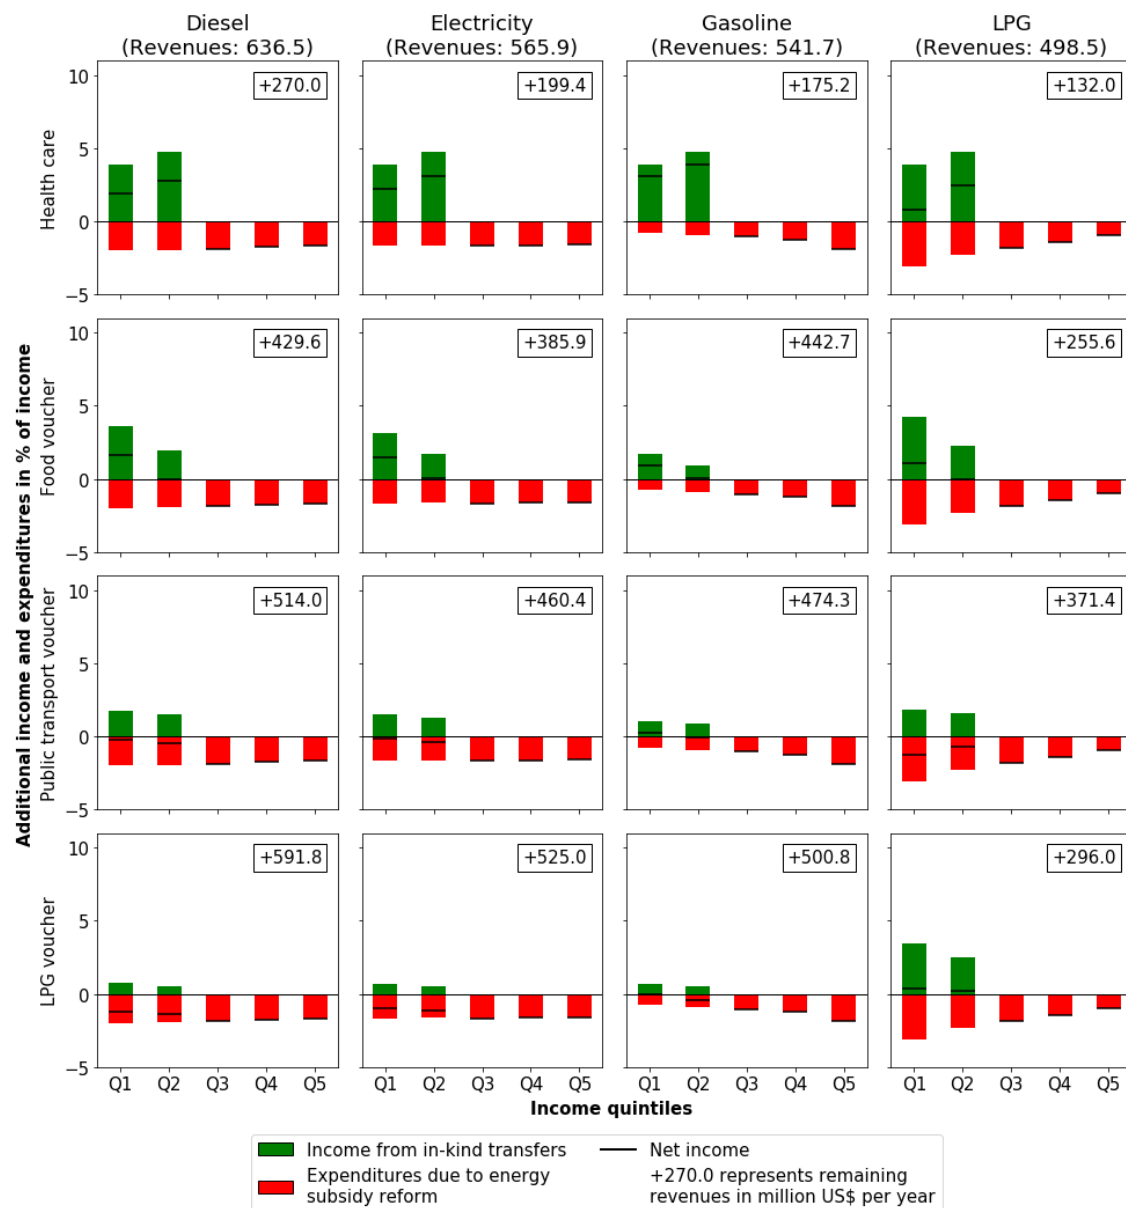 Diesel
(Revenues: 636.5)
Electricity
(Revenues: 565.9)
Gasoline
(Revenues: 541.7)
LPG
(Revenues: 498.5)
Additional income and expenditures in % of income
Health care
10
5
0
−5
+270.0
+199.4
+175.2
+132.0
Food voucher
10
5
0
−5
+429.6
+385.9
+442.7
+255.6
Public transport voucher
10
5
0
−5
+514.0
+460.4
+474.3
+371.4
LPG voucher
10
5
0
−5
+591.8
+525.0
+500.8
+296.0
Q1 Q2 Q3 Q4 Q5
Q1 Q2 Q3 Q4 Q5
Q1 Q2 Q3 Q4 Q5
Q1 Q2 Q3 Q4 Q5
Income quintiles
Income from in-kind transfers
Expenditures due to energy
subsidy reform
Net income
+270.0 represents remaining
revenues in million US$ per year